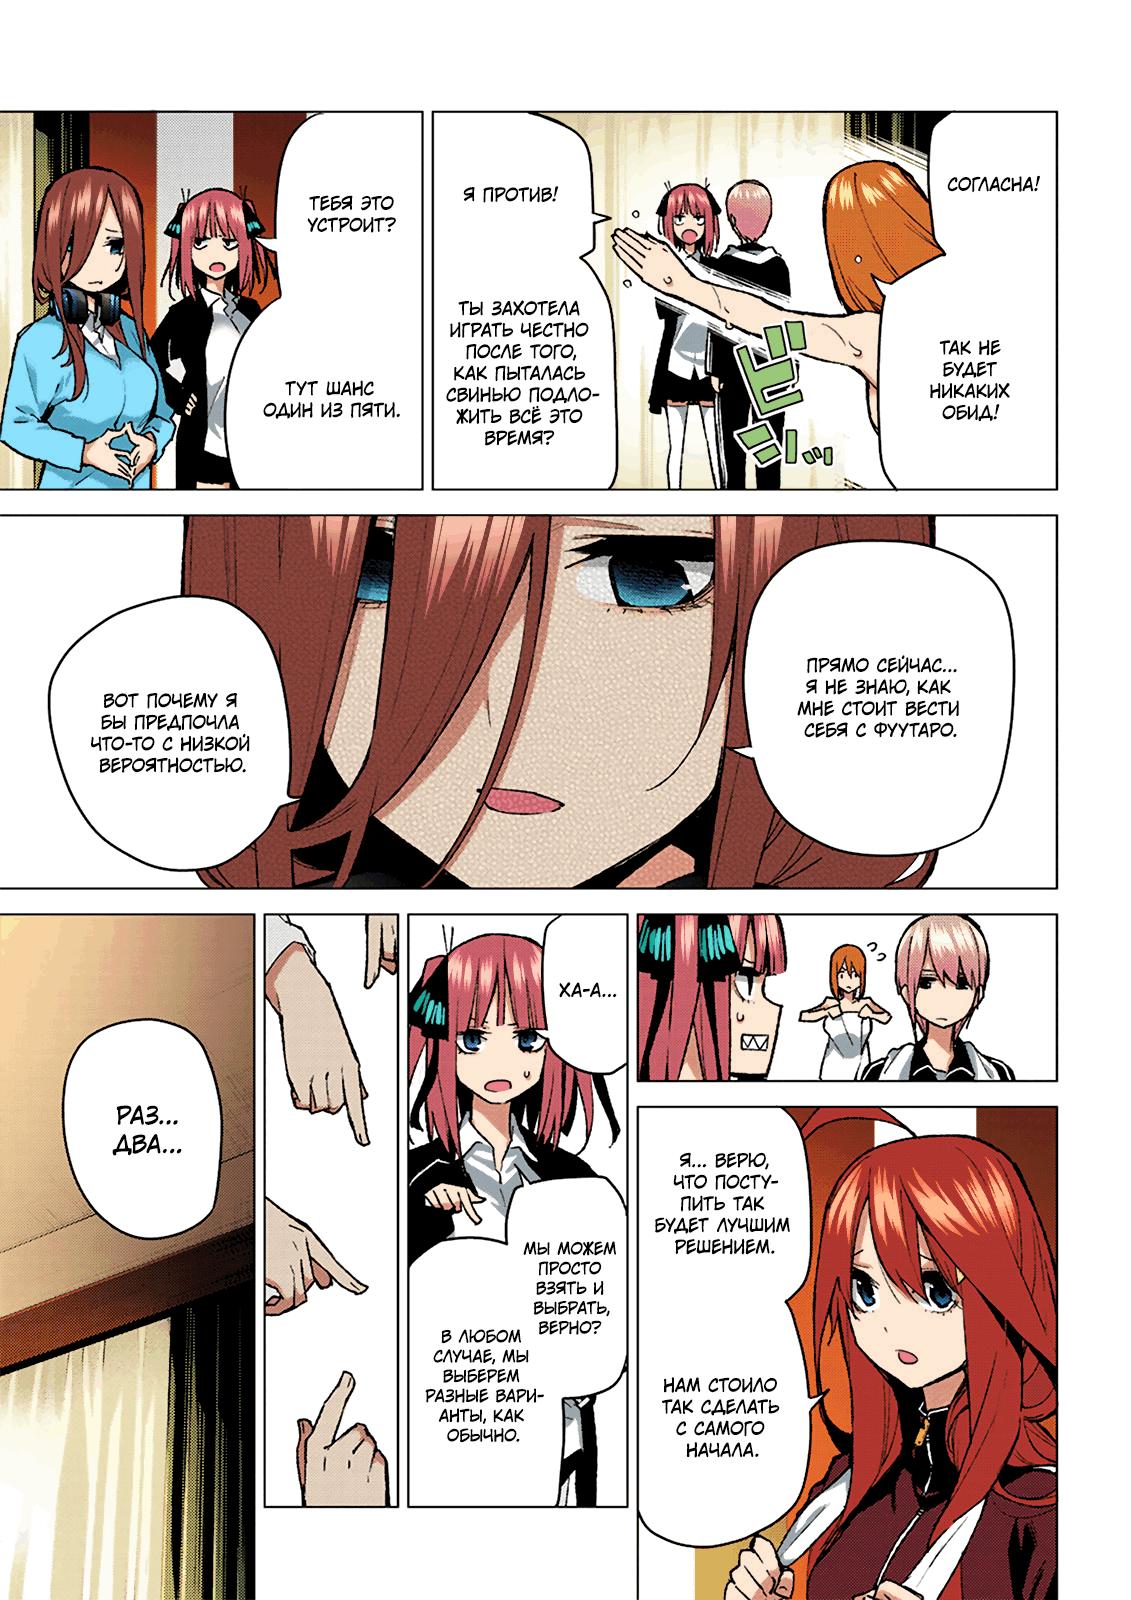 СОГЛАСНА!
ТАК НЕ
БУДЕТ
НИКАКИХ
ОБИД!
Я ПРОТИВ!
ТЫ ЗАХОТЕЛА
ИГРАТЬ ЧЕСТНО
ПОСЛЕ ТОГО,
КАК ПЫТАЛАСЬ
СВИНЬЮ ПОДЛО-
ЖИТЬ ВСЁ ЭТО
ВРЕМЯ?
ビシッ
ТЕБЯ ЭТО
УСТРОИТ?
ТУТ ШАНС
ОДИН ИЗ ПЯТИ.
ПРЯМО СЕЙЧАС...
Я НЕ ЗНАЮ, КАК
МНЕ СТОИТ ВЕСТИ
СЕБЯ С ФУУТАРО.
ВОТ ПОЧЕМУ Я
БЫ ПРЕДПОЧЛА
ЧТО-ТО С НИЗКОЙ
ВЕРОЯТНОСТЬЮ.
Я... ВЕРЮ,
ЧТО ПОСТУ-
ПИТЬ ТАК
БУДЕТ ЛУЧШИМ
РЕШЕНИЕМ.
НАМ СТОИЛО
ТАК СДЕЛАТЬ
С САМОГО
НАЧАЛА.
ХА-А...
МЫ МОЖЕМ
ПРОСТО
ВЗЯТЬ И
ВЫБРАТЬ,
ВЕРНО?
В ЛЮБОМ
СЛУЧАЕ, МЫ
ВЫБЕРЕМ
РАЗНЫЕ ВАРИ-
АНТЫ, КАК
ОБЫЧНО.
РАЗ...
ДВА...